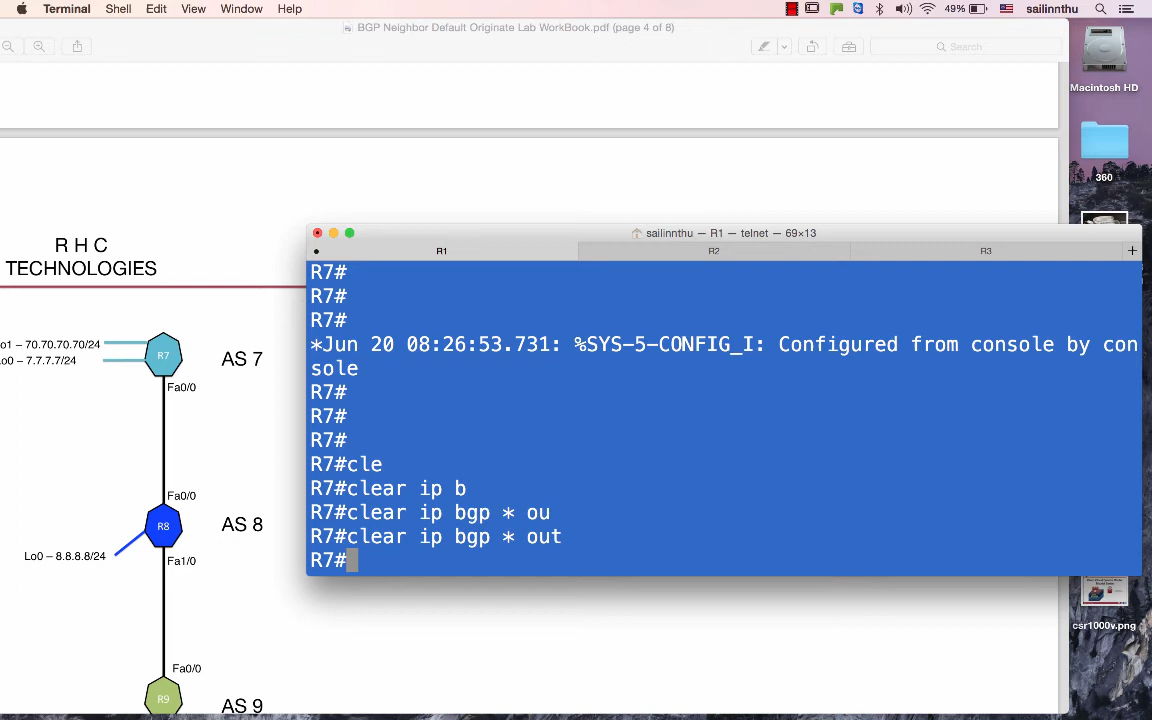 Terminal Shell Edit View Window Help 49% sailinnthu
BGP Neighbor Default Originate Lab WorkBook.pdf (page 4 of 8)
Search
Macintosh HD
360
R H C
TECHNOLOGIES
sailinnthu — R1 — telnet — 69×13
R1 R2 R3
R7#
R7#
R7#
*Jun 20 08:26:53.731: %SYS-5-CONFIG_I: Configured from console by con
sole
R7#
R7#
R7#
R7#cle
R7#clear ip b
R7#clear ip bgp * ou
R7#clear ip bgp * out
R7#
o1 – 70.70.70.70/24
Lo0 – 7.7.7.7/24
R7
AS 7
Fa0/0
Fa0/0
R8
AS 8
Lo0 – 8.8.8.8/24
Fa1/0
Fa0/0
R9
AS 9
csr1000v.png